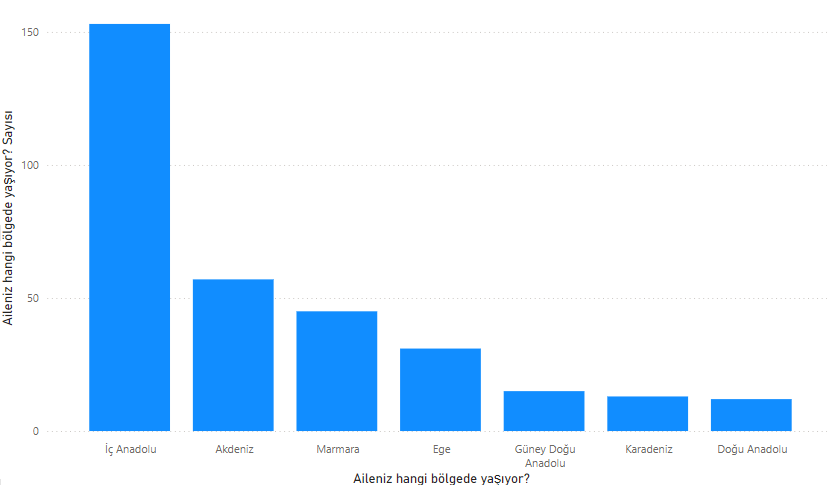 Aileniz hangi bölgede yaşıyor? Sayısı
150
100
50
0
İç Anadolu
Akdeniz
Marmara
Ege
Güney Doğu
Anadolu
Karadeniz
Doğu Anadolu
Aileniz hangi bölgede yaşıyor?